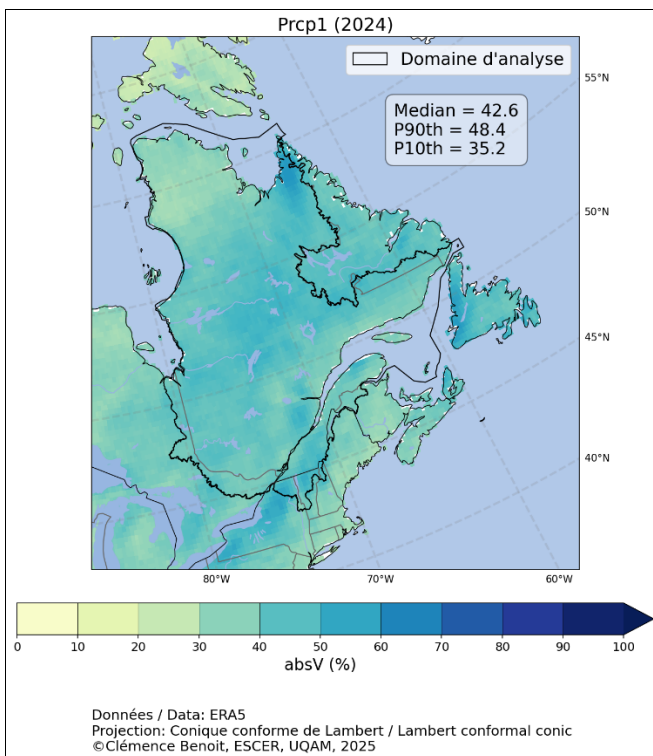 Prcp1 (2024)
Domaine d'analyse
55°N
Median = 42.6
P90th = 48.4
P10th = 35.2
50°N
45°N
40°N
80°W
70°W
60°W
0 10 20 30 40 50 60 70 80 90 100
absV (%)
Données / Data: ERA5
Projection: Conique conforme de Lambert / Lambert conformal conic
©Clémence Benoit, ESCER, UQAM, 2025